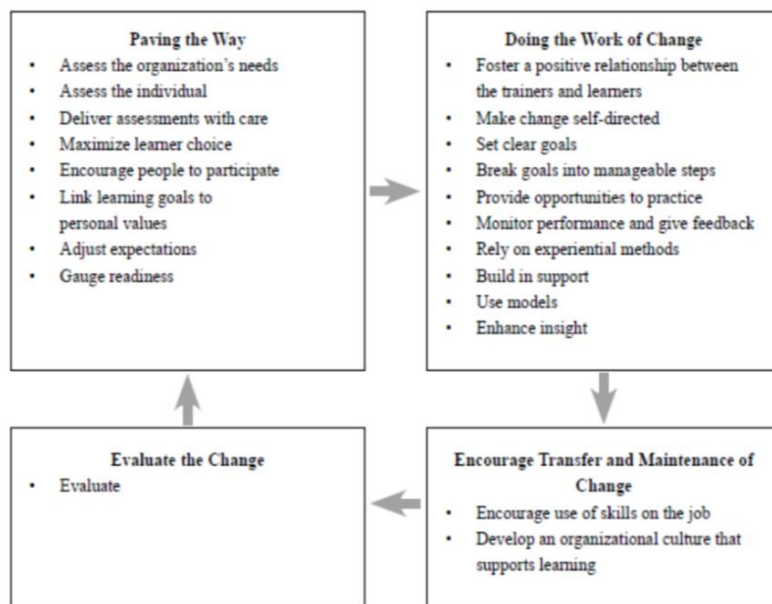 Paving the Way
• Assess the organization's needs
• Assess the individual
• Deliver assessments with care
• Maximize learner choice
• Encourage people to participate
• Link learning goals to
personal values
• Adjust expectations
• Gauge readiness
Doing the Work of Change
• Foster a positive relationship between
the trainers and learners
• Make change self-directed
• Set clear goals
• Break goals into manageable steps
• Provide opportunities to practice
• Monitor performance and give feedback
• Rely on experiential methods
• Build in support
• Use models
• Enhance insight
Encourage Transfer and Maintenance of
Change
• Encourage use of skills on the job
• Develop an organizational culture that
supports learning
Evaluate the Change
• Evaluate